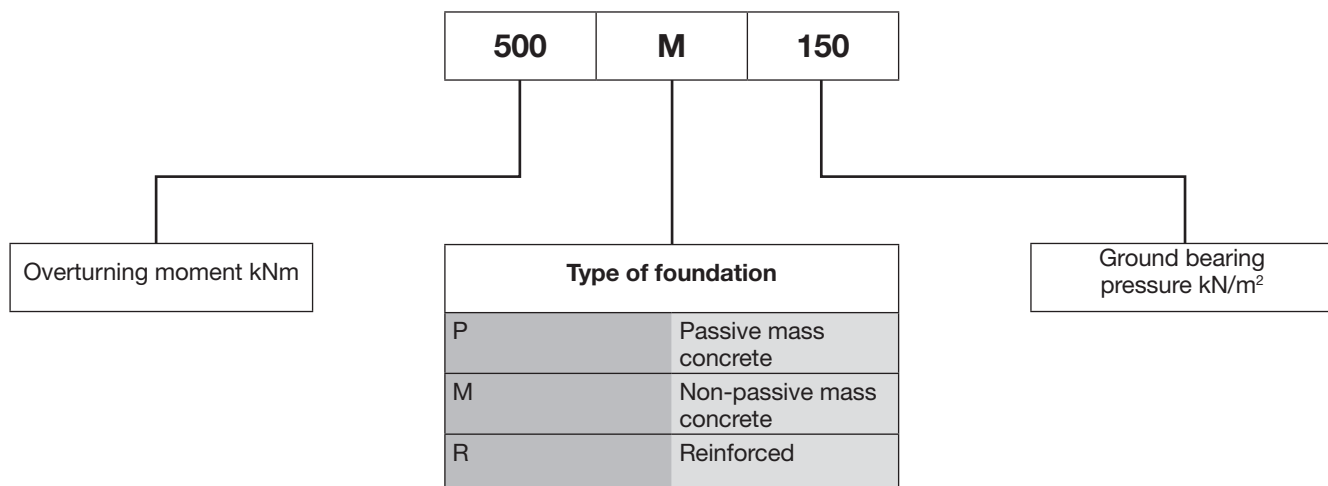 500 M 150
Overturning moment kNm
Type of foundation
Ground bearing
pressure kN/m²
P Passive mass
concrete
M Non-passive mass
concrete
R Reinforced